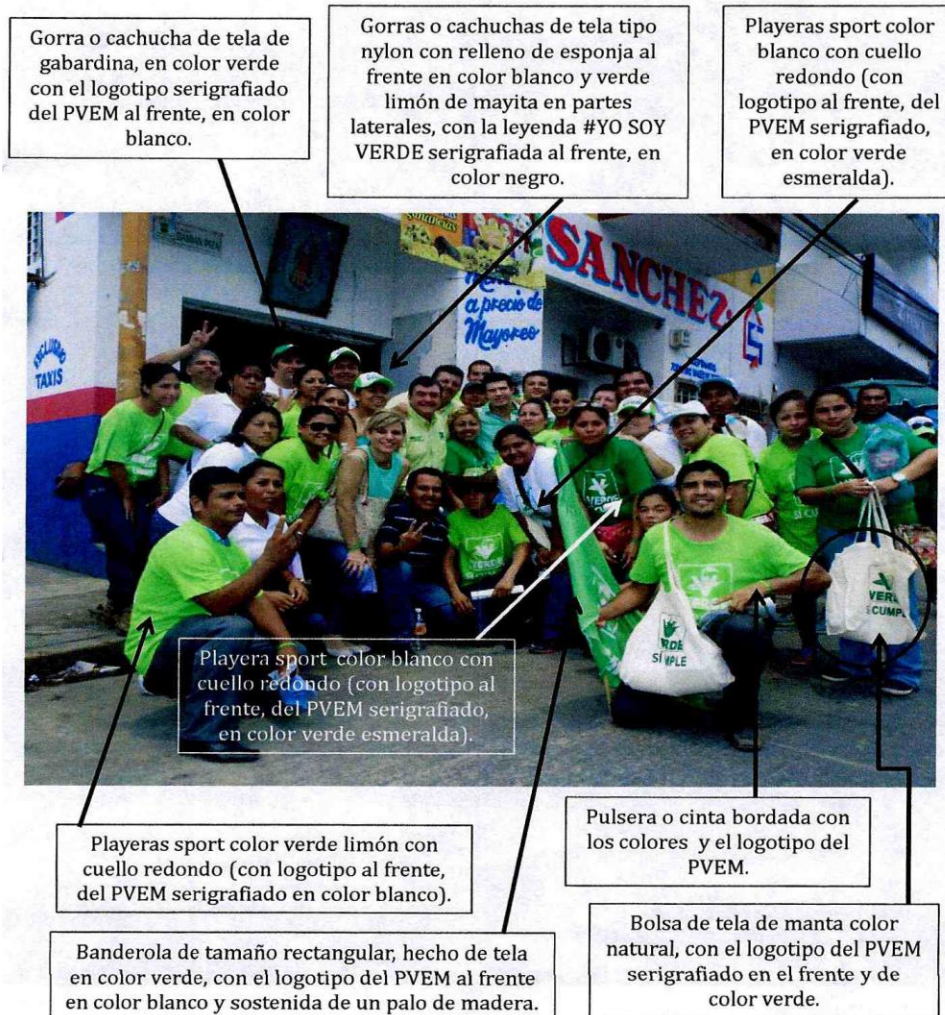 Gorra o cachucha de tela de
gabardina, en color verde
con el logotipo serigrafiado
del PVEM al frente, en color
blanco.
Gorras o cachuchas de tela tipo
nylon con relleno de esponja al
frente en color blanco y verde
limón de mayita en partes
laterales, con la leyenda #YO SOY
VERDE serigrafiada al frente, en
color negro.
Playeras sport color
blanco con cuello
redondo (con
logotipo al frente, del
PVEM serigrafiado,
en color verde
esmeralda).
SANCHEZ
a precio de
Mayoreo
EXCLUSIVO
TAXIS
VERDE
SÍ CUMPLE
Playera sport color blanco con
cuello redondo (con logotipo al
frente, del PVEM serigrafiado,
en color verde esmeralda).
Playeras sport color verde limón con
cuello redondo (con logotipo al frente,
del PVEM serigrafiado en color blanco).
Pulsera o cinta bordada con
los colores y el logotipo del
PVEM.
Banderola de tamaño rectangular, hecho de tela
en color verde, con el logotipo del PVEM al frente
en color blanco y sostenida de un palo de madera.
Bolsa de tela de manta color
natural, con el logotipo del PVEM
serigrafiado en el frente y de
color verde.